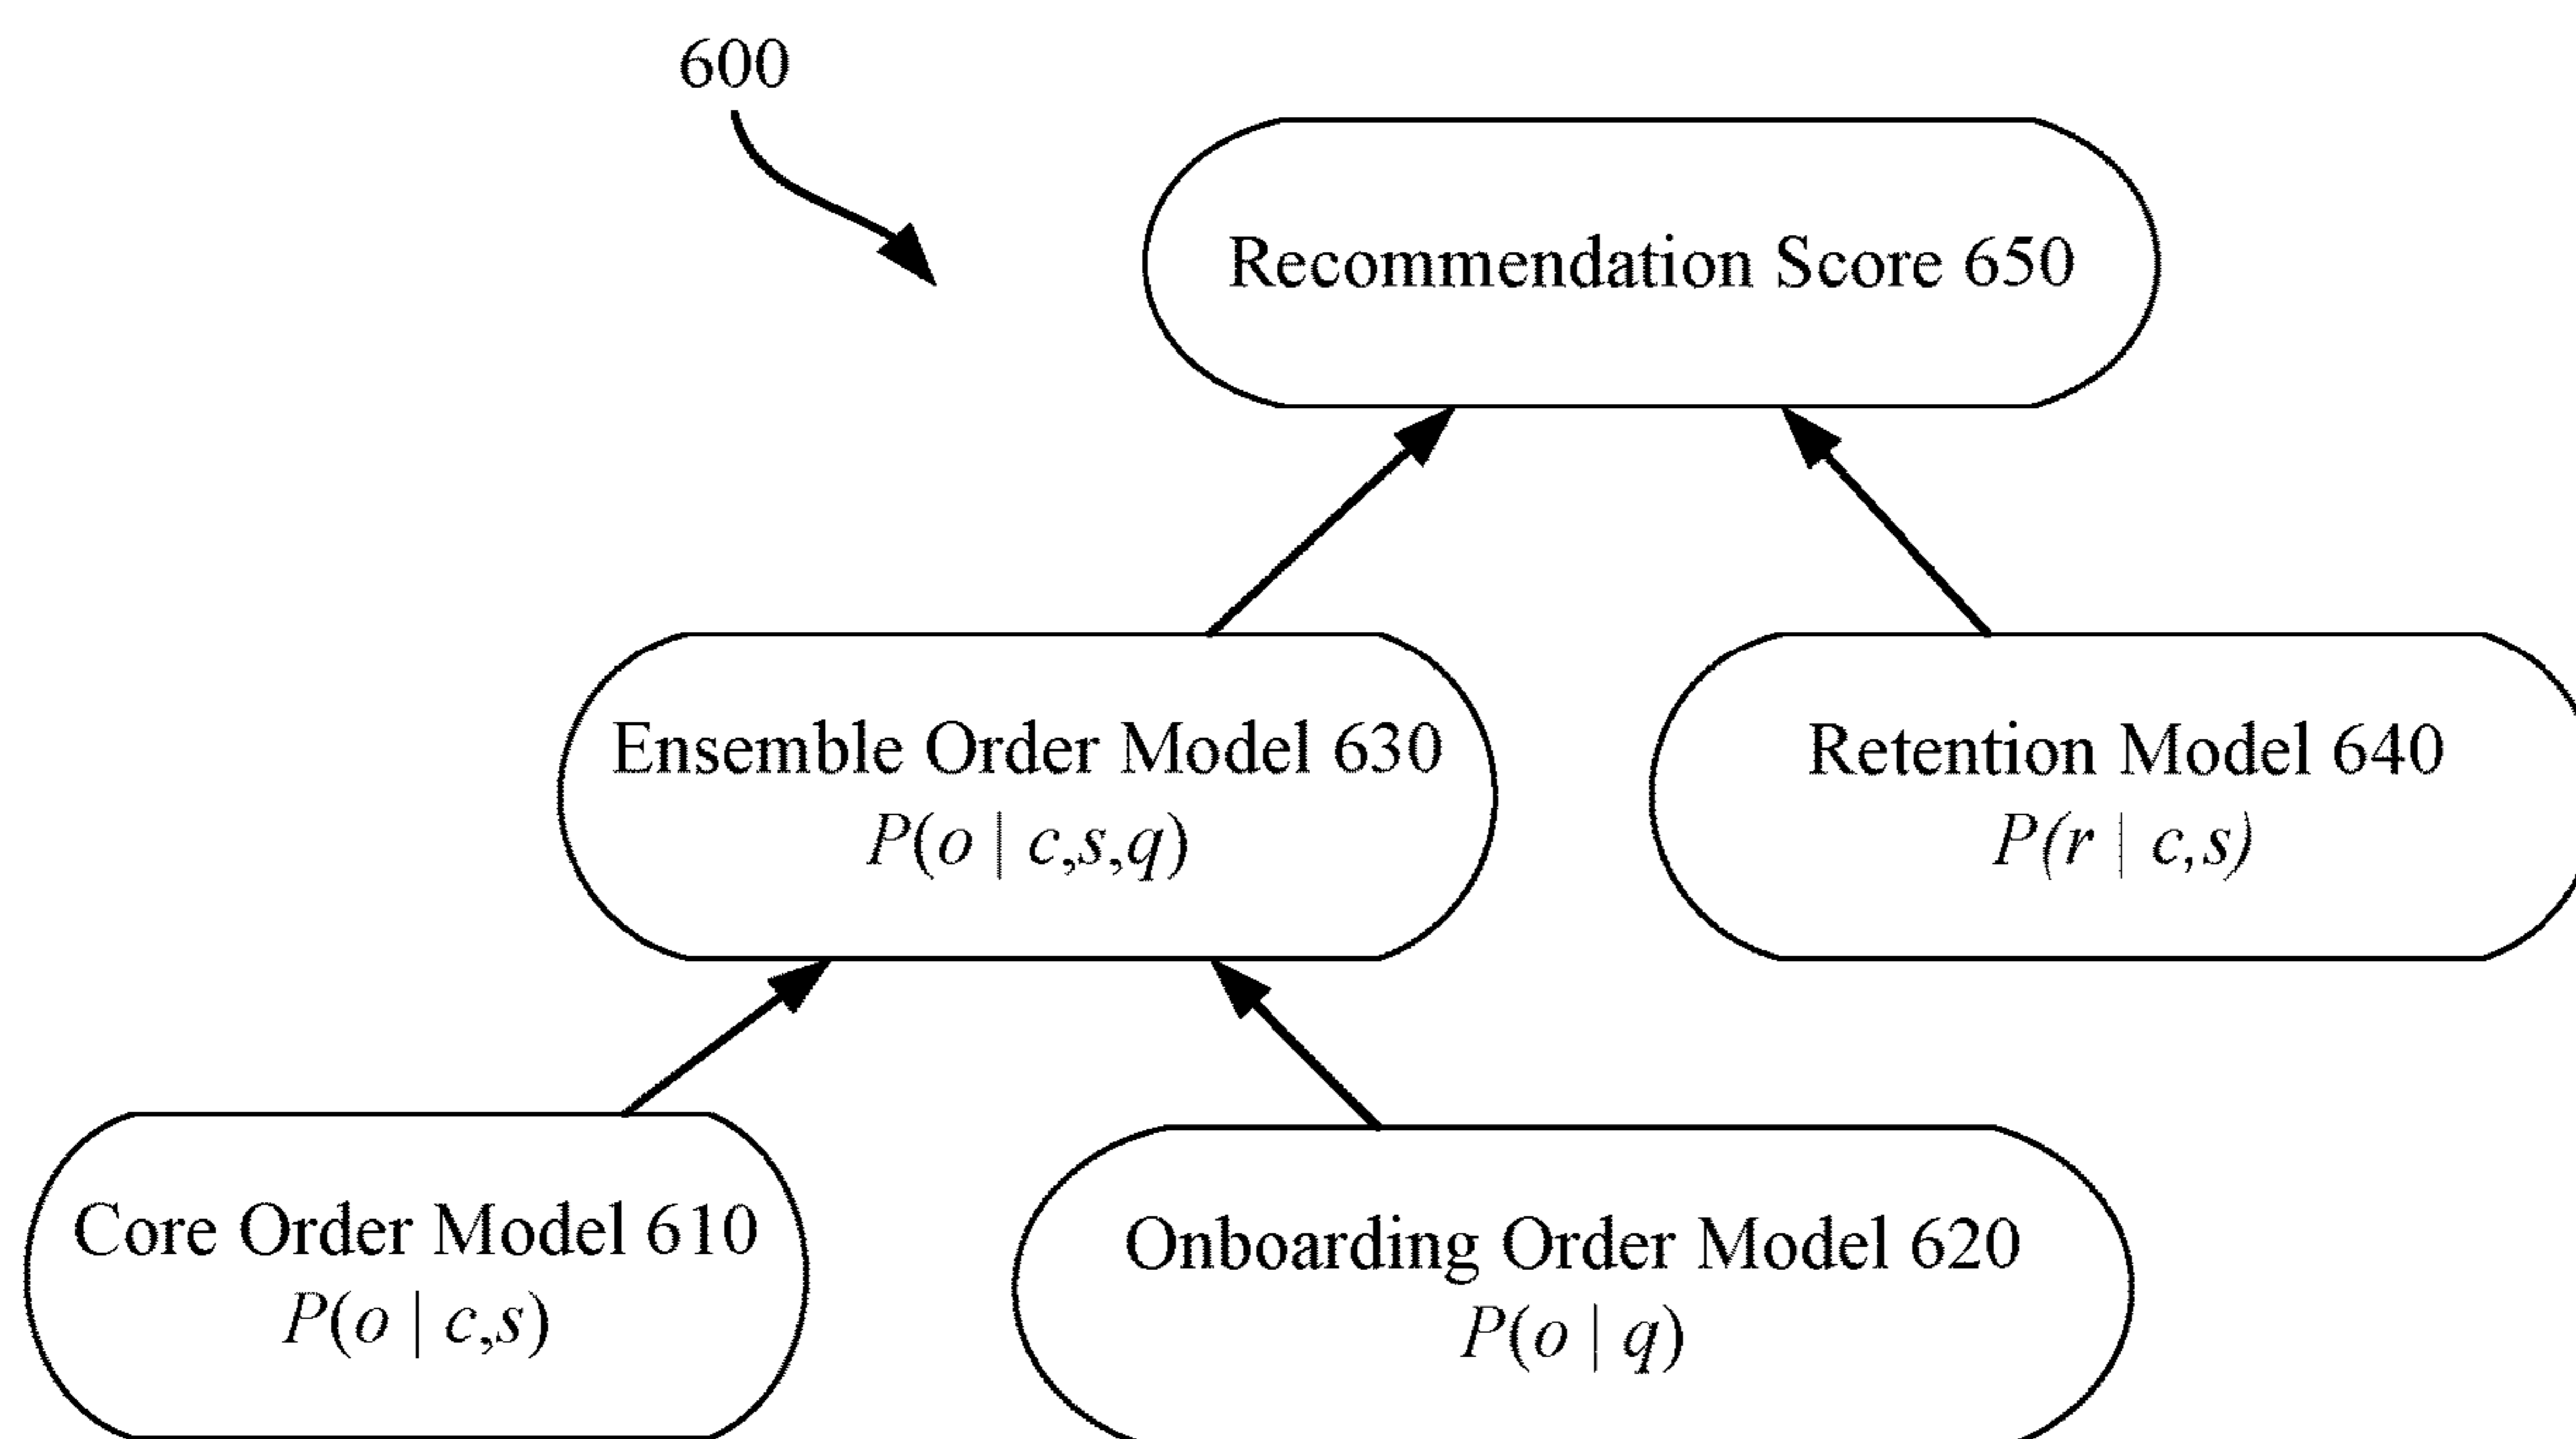 600
Recommendation Score 650
Ensemble Order Model 630
P(o | c,s,q)
Retention Model 640
P(r | c,s)
Core Order Model 610
P(o | c,s)
Onboarding Order Model 620
P(o | q)